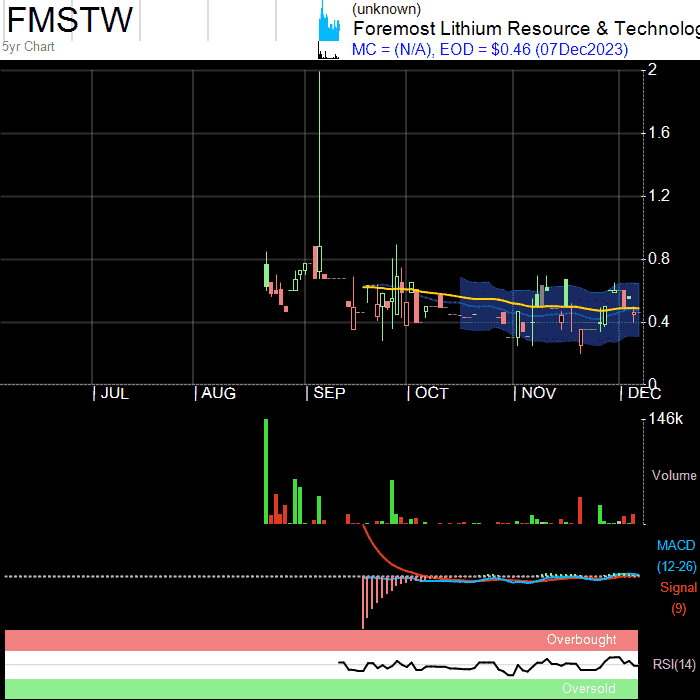 FMSTW
5yr Chart
(unknown)
Foremost Lithium Resource & Technolog
MC = (N/A), EOD = $0.46 (07Dec2023)
2
1.6
1.2
0.8
0.4
0
JUL AUG SEP OCT NOV DEC
146k
Volume
MACD
(12-26)
Signal
(9)
Overbought
RSI(14)
Oversold